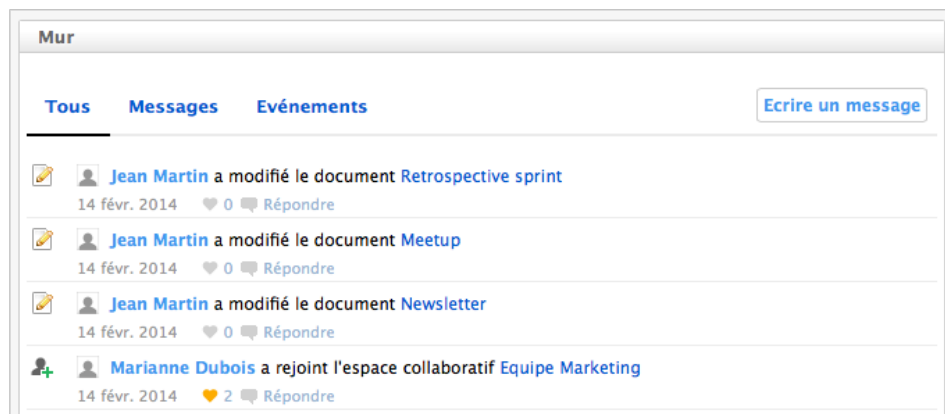 Mur
Tous Messages Evénements Ecrire un message
Jean Martin a modifié le document Retrospective sprint
14 févr. 2014 0 Répondre
Jean Martin a modifié le document Meetup
14 févr. 2014 0 Répondre
Jean Martin a modifié le document Newsletter
14 févr. 2014 0 Répondre
Marianne Dubois a rejoint l'espace collaboratif Equipe Marketing
14 févr. 2014 2 Répondre